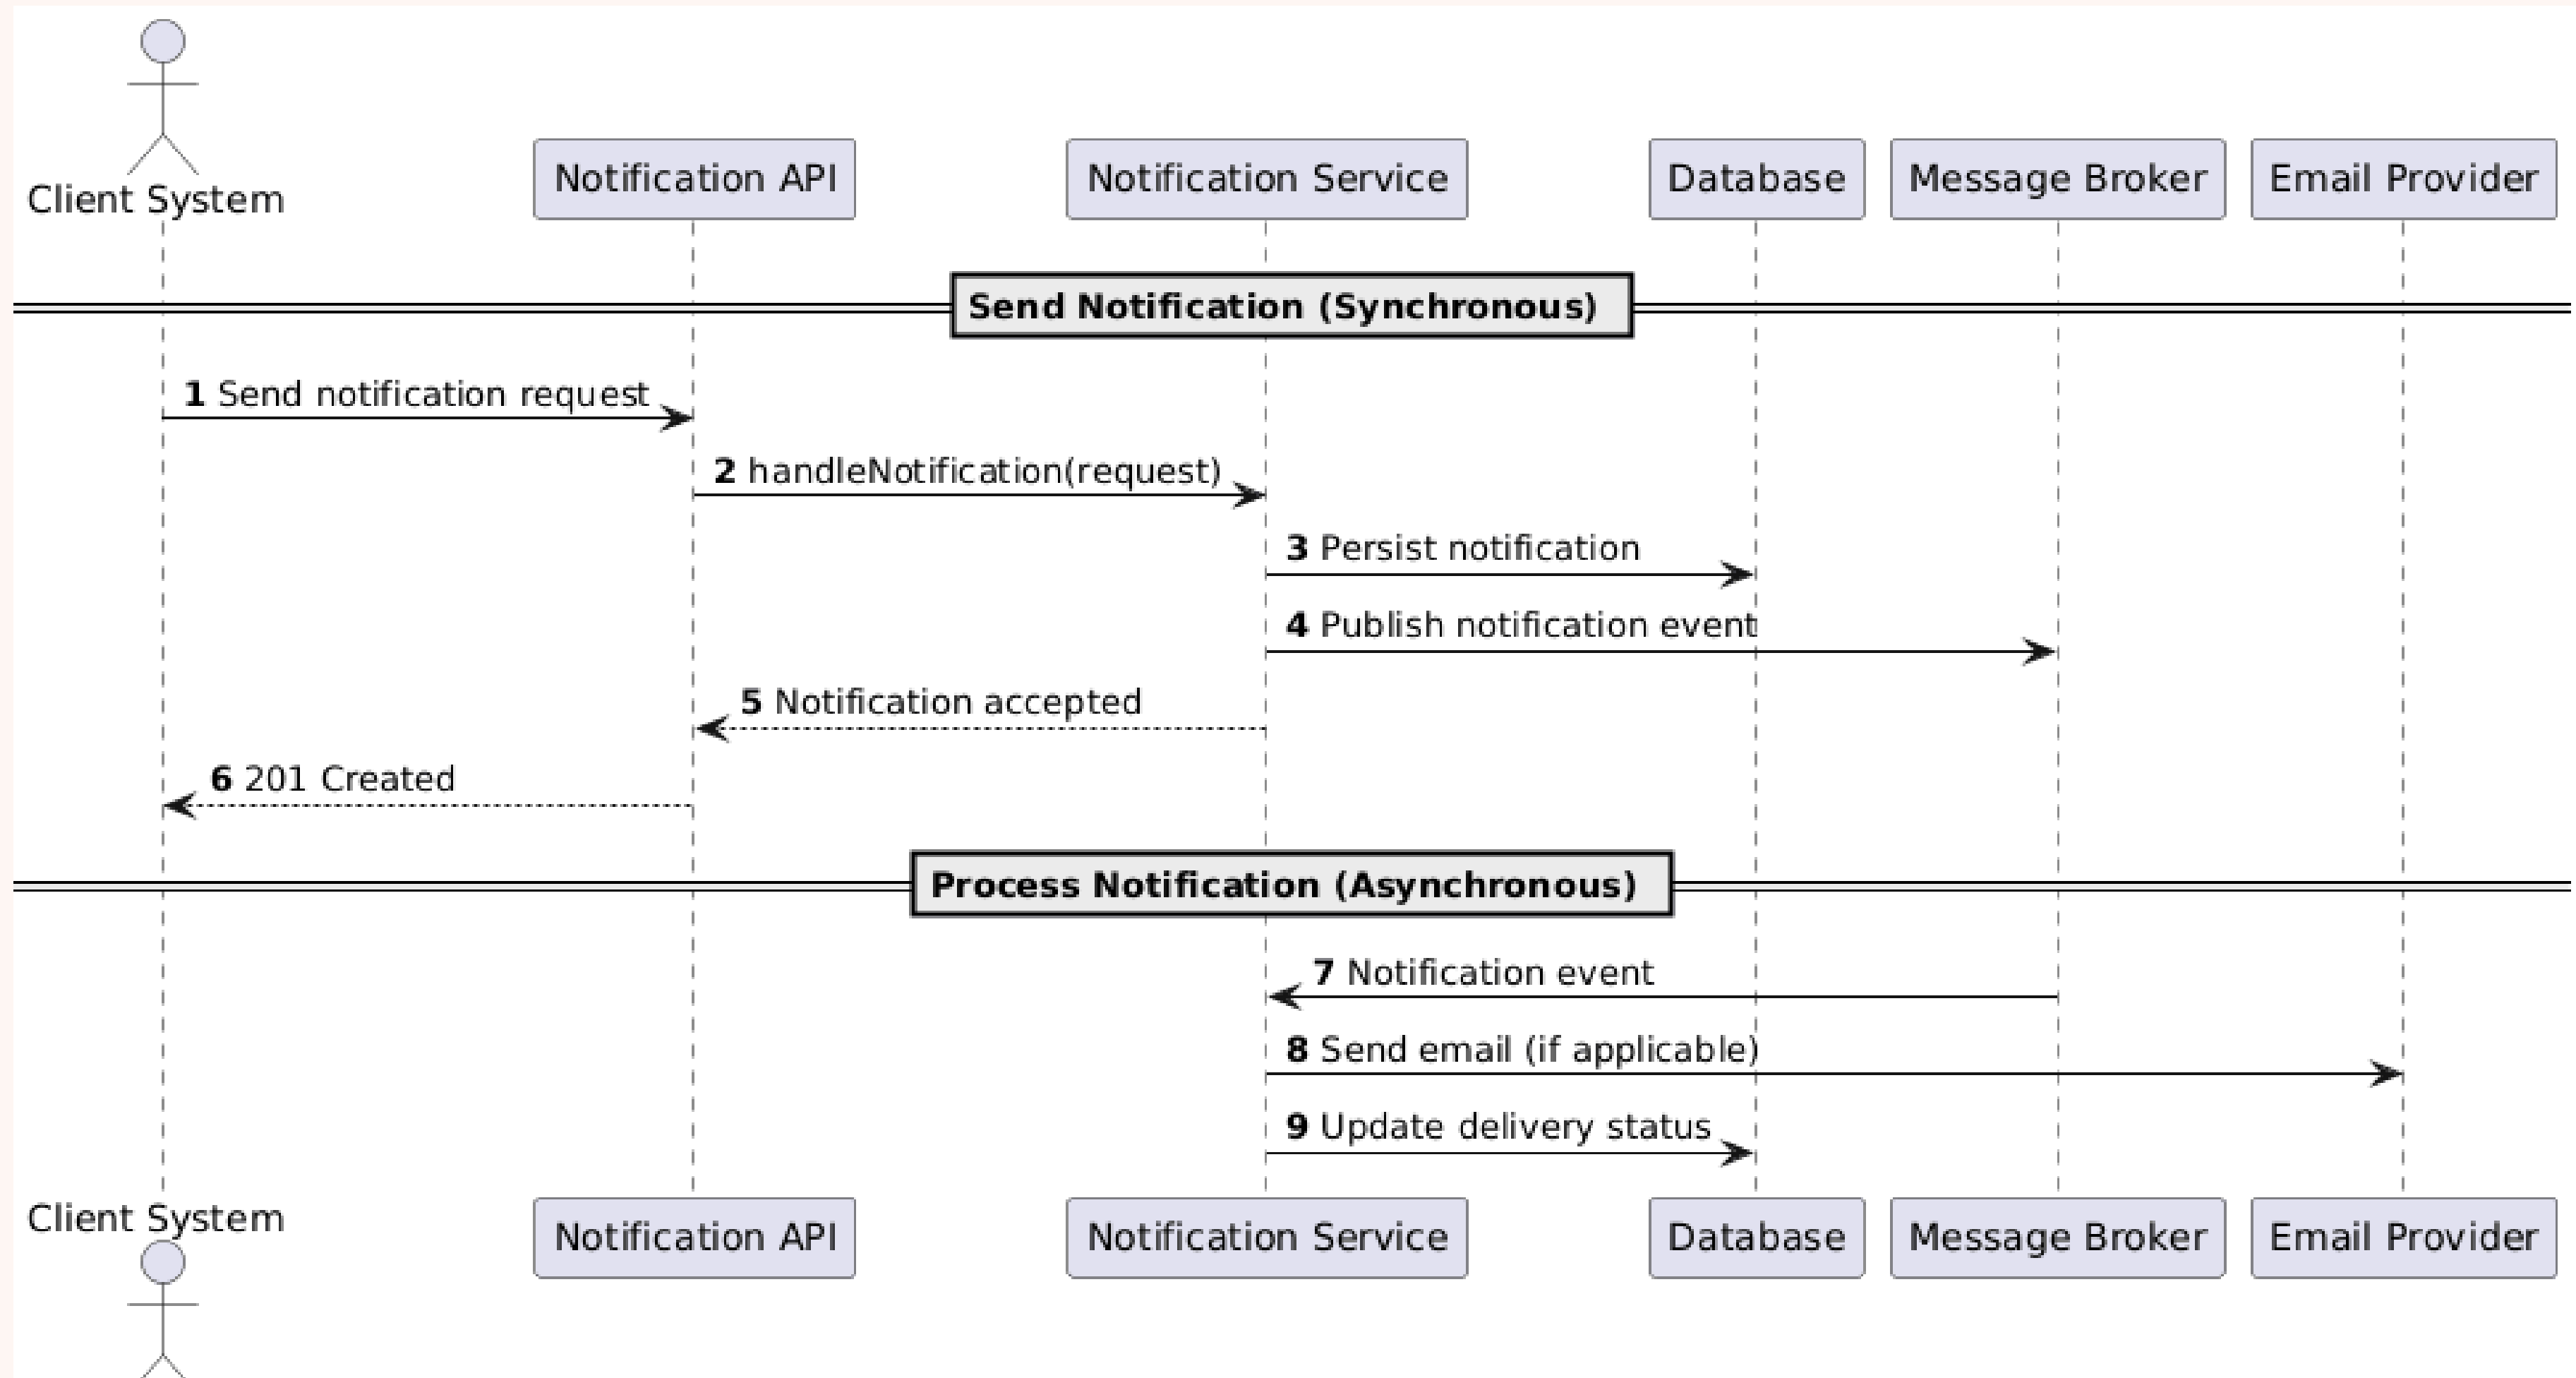 Client System
Notification API
Notification Service
Database
Message Broker
Email Provider
Send Notification (Synchronous)
1 Send notification request
2 handleNotification(request)
3 Persist notification
4 Publish notification event
5 Notification accepted
6 201 Created
Process Notification (Asynchronous)
7 Notification event
8 Send email (if applicable)
9 Update delivery status
Client System
Notification API
Notification Service
Database
Message Broker
Email Provider